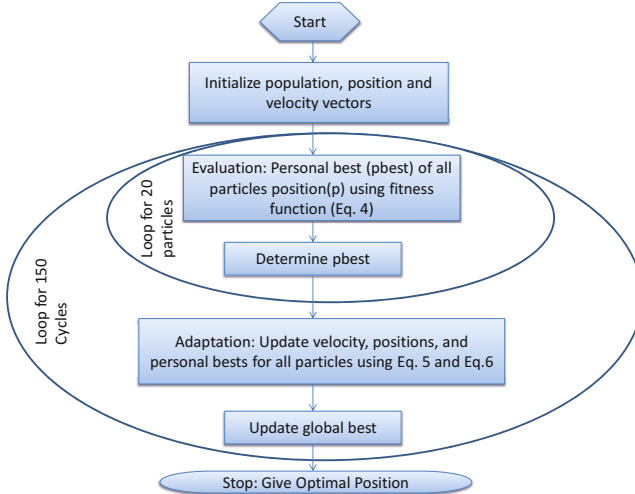 Start
Initialize population, position and
velocity vectors
Evaluation: Personal best (pbest) of all
particles position(p) using fitness
function (Eq. 4)
Loop for 20
particles
Determine pbest
Loop for 150
Cycles
Adaptation: Update velocity, positions, and
personal bests for all particles using Eq. 5 and Eq.6
Update global best
Stop: Give Optimal Position